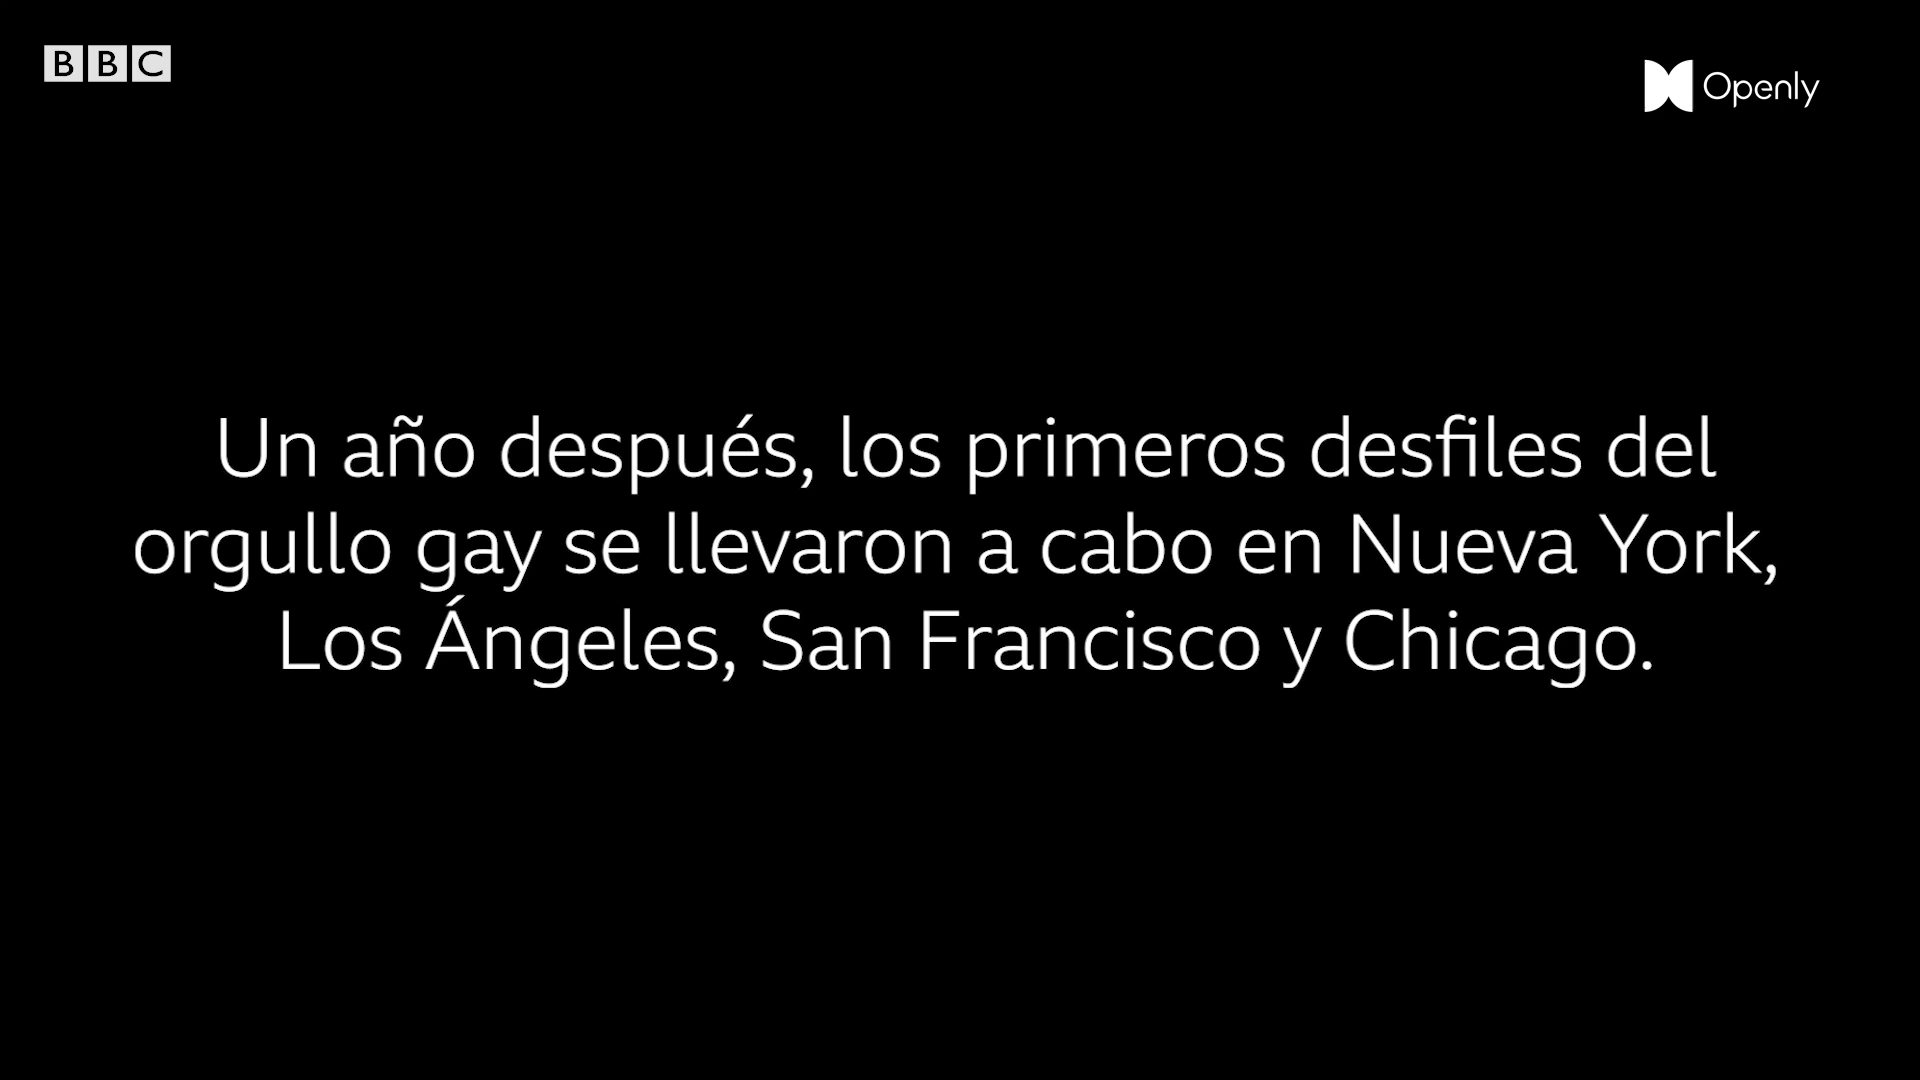 BBC
Openly
Un año después, los primeros desfiles del
orgullo gay se llevaron a cabo en Nueva York,
Los Ángeles, San Francisco y Chicago.